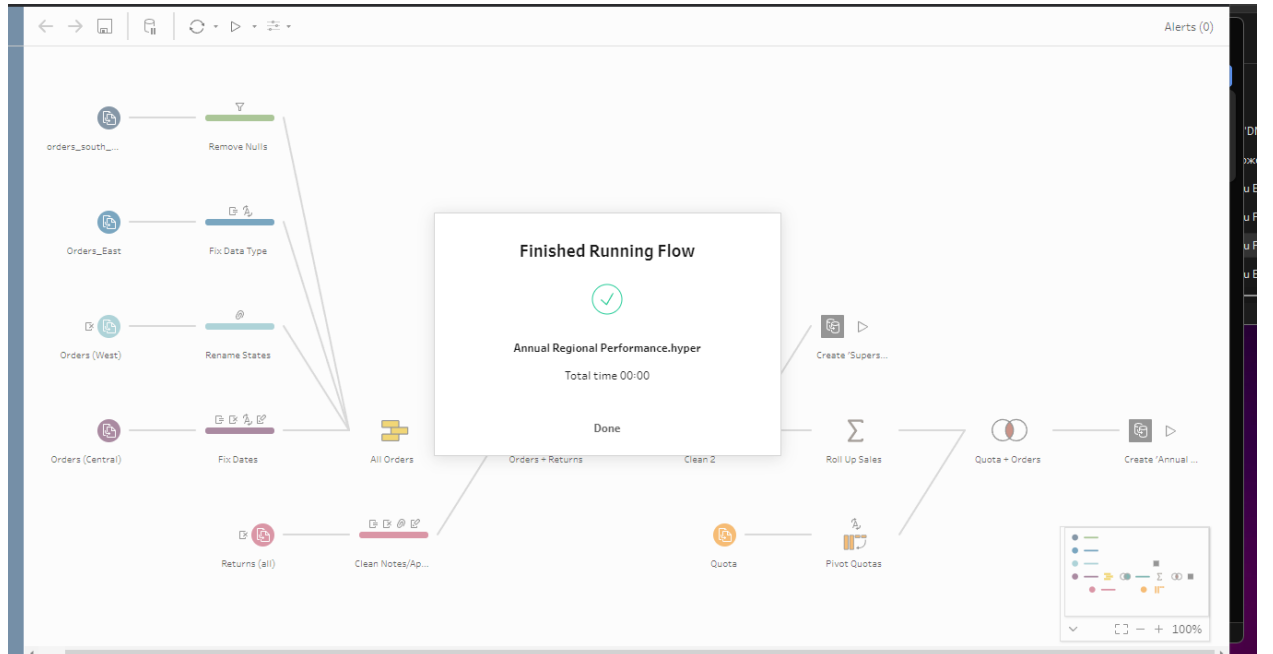 Alerts (0)
orders_south_...
Remove Nulls
Orders_East
Fix Data Type
Orders (West)
Rename States
Orders (Central)
Fix Dates
All Orders
Orders + Returns
Clean 2
Roll Up Sales
Quota + Orders
Create 'Annual ...
Create 'Supers...
Returns (all)
Clean Notes/Ap...
Quota
Pivot Quotas
Finished Running Flow
Annual Regional Performance.hyper
Total time 00:00
Done
100%